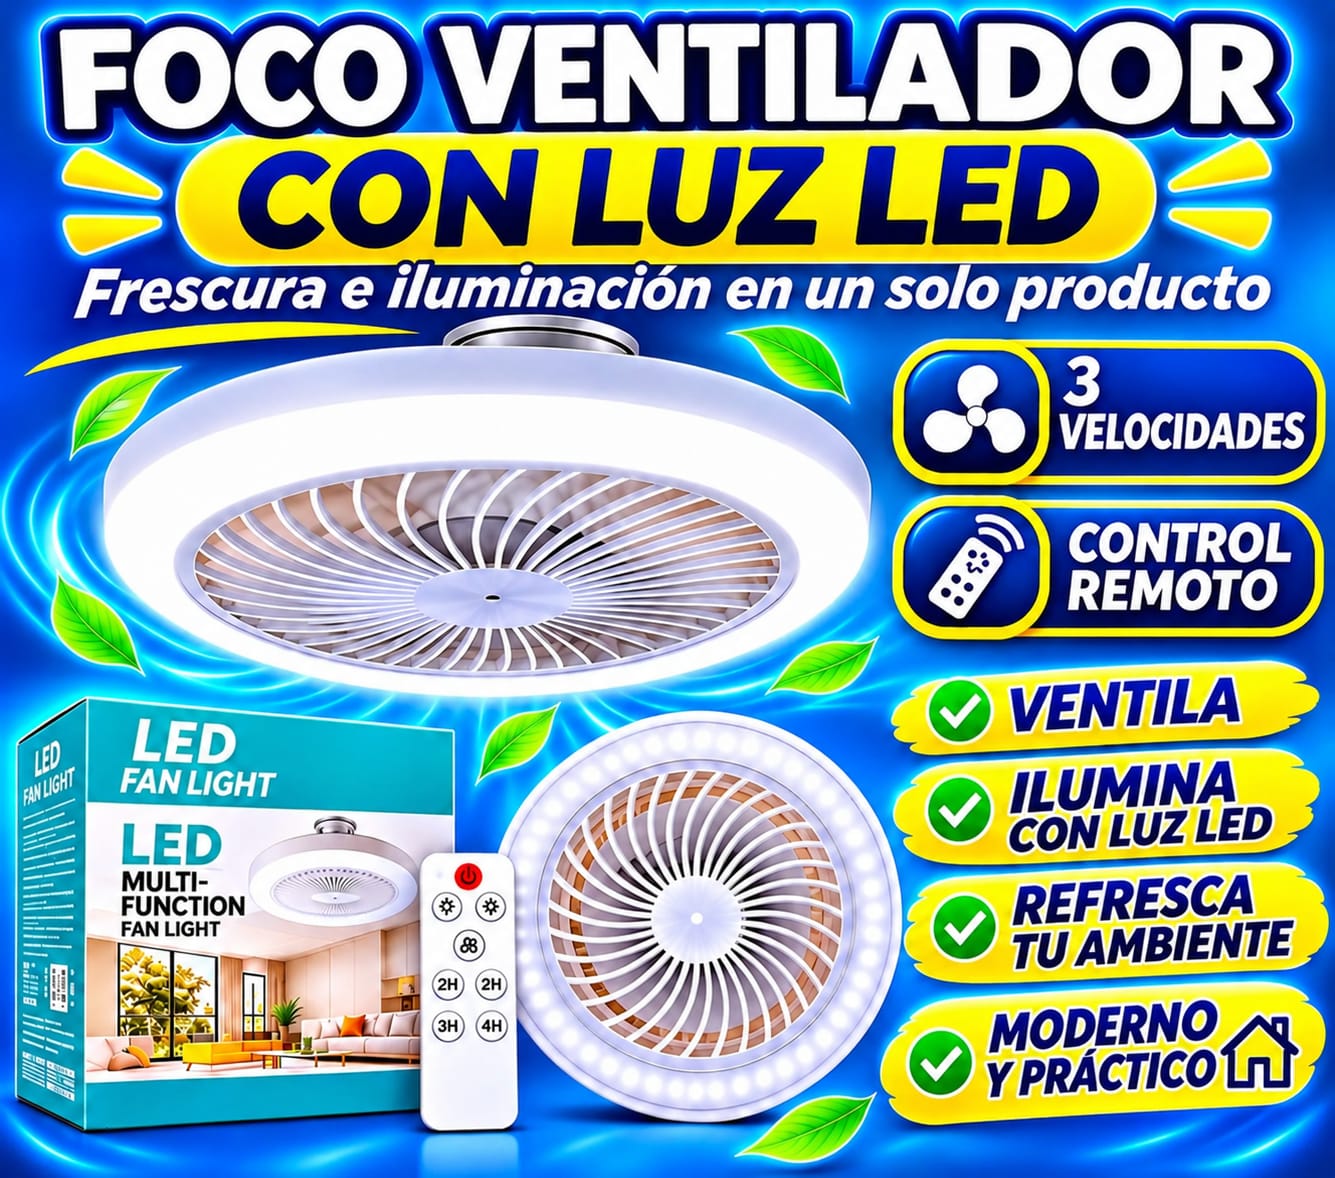 FOCO VENTILADOR
CON LUZ LED
Frescura e iluminación en un solo producto
3
VELOCIDADES
CONTROL
REMOTO
VENTILA
ILUMINA
CON LUZ LED
REFRESCA
TU AMBIENTE
MODERNO
Y PRÁCTICO
LED
FAN LIGHT
LED
FAN LIGHT
LED
MULTI-
FUNCTION
FAN LIGHT
2H 2H
3H 4H